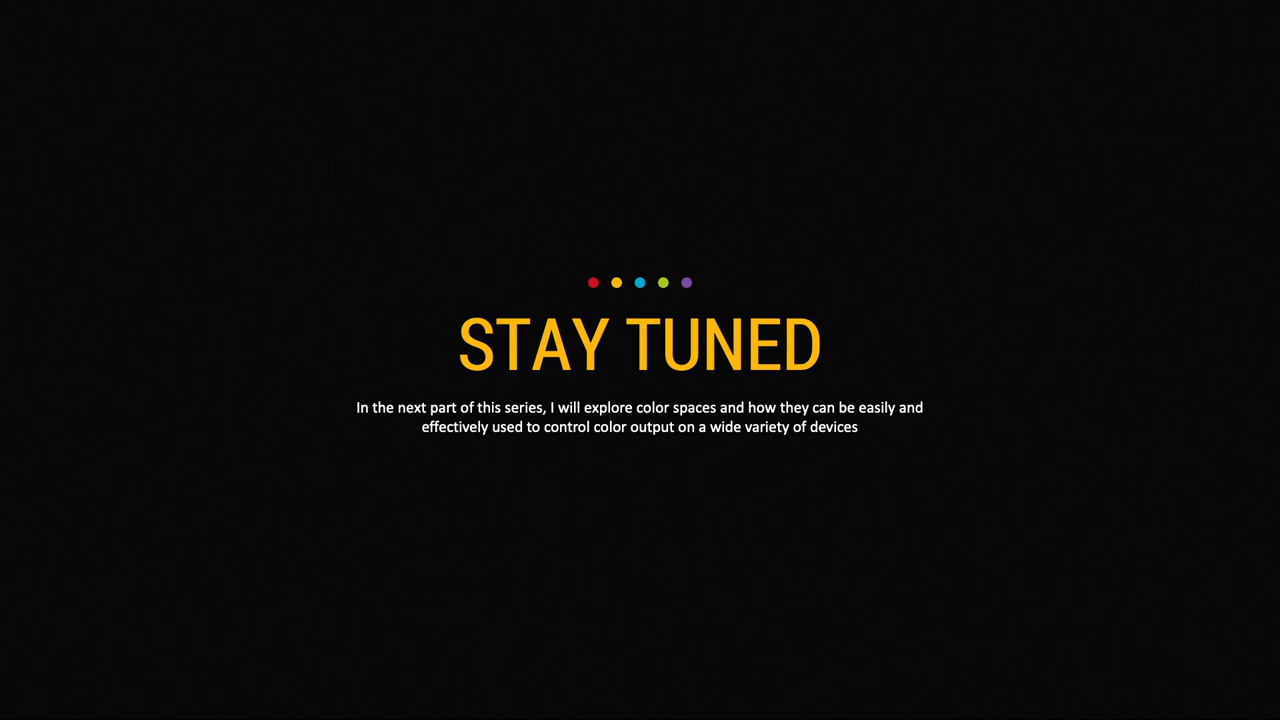 STAY TUNED
In the next part of this series, I will explore color spaces and how they can be easily and
effectively used to control color output on a wide variety of devices